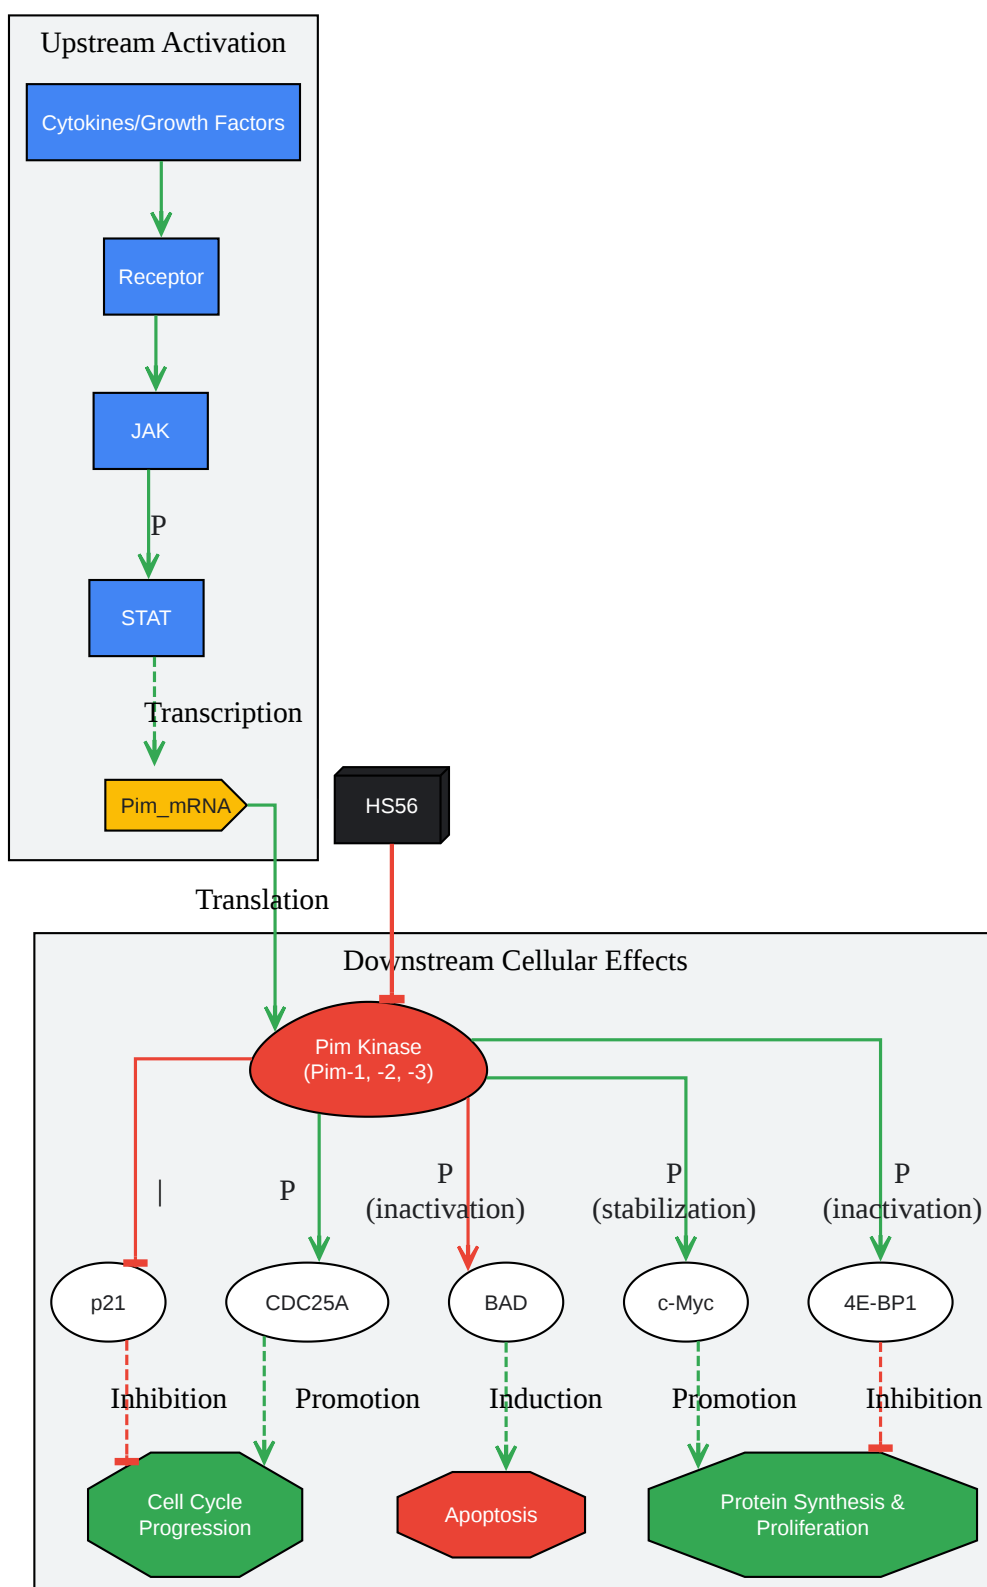 Upstream Activation
Cytokines/Growth Factors
Receptor
JAK
P
STAT
Transcription
Pim_mRNA
HS56
Translation
Downstream Cellular Effects
Pim Kinase
(Pim-1, -2, -3)
|
P
P
(inactivation)
P
(stabilization)
P
(inactivation)
p21
CDC25A
BAD
c-Myc
4E-BP1
Inhibition
Promotion
Induction
Promotion
Inhibition
Cell Cycle
Progression
Apoptosis
Protein Synthesis &
Proliferation